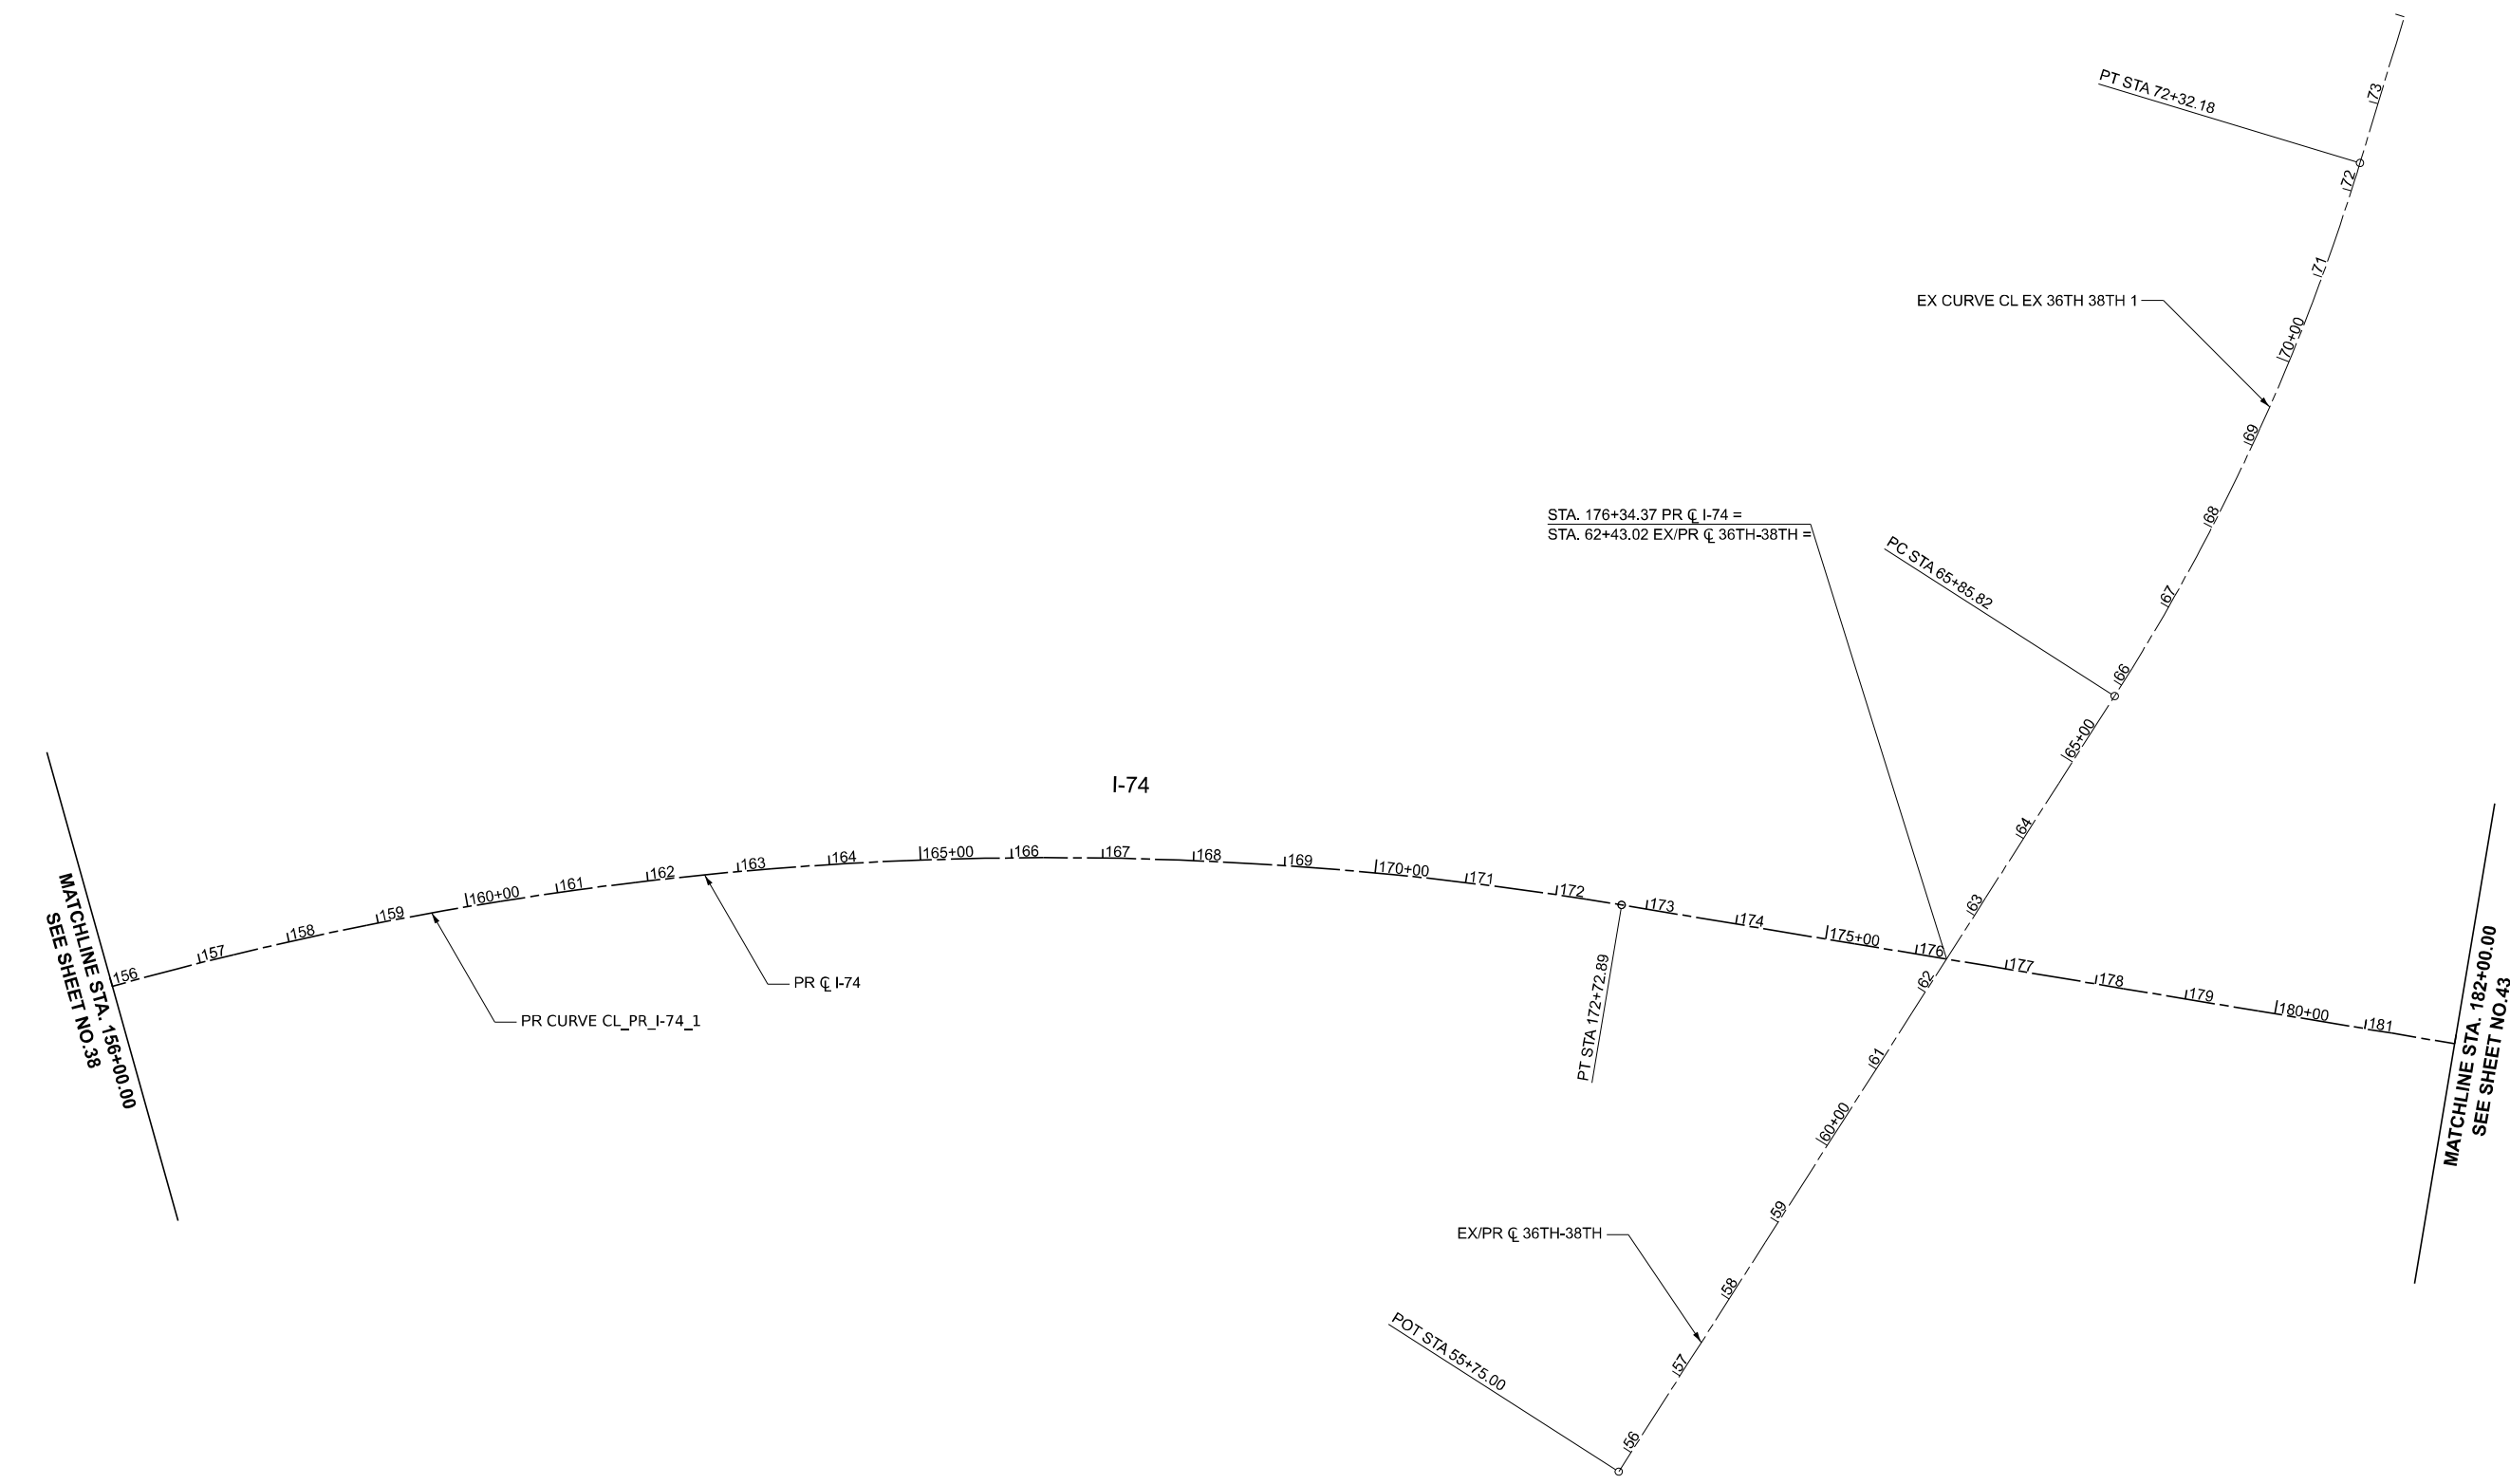 PT STA 72+32.18
73
72
71
EX CURVE CL EX 36TH 38TH 1
70+00
69
STA. 176+34.37 PR ℄ I-74 =
STA. 62+43.02 EX/PR ℄ 36TH-38TH =
68
PC STA 65+85.82
67
66
65+00
64
63
62
61
60+00
59
58
57
56
I-74
156
157
158
159
160+00
161
162
163
164
165+00
166
167
168
169
170+00
171
172
173
174
175+00
176
177
178
179
180+00
181
MATCHLINE STA. 156+00.00
SEE SHEET NO.38
PR ℄ I-74
PR CURVE CL_PR_I-74_1
PT STA 172+72.89
MATCHLINE STA. 182+00.00
SEE SHEET NO.43
EX/PR ℄ 36TH-38TH
POT STA 55+75.00